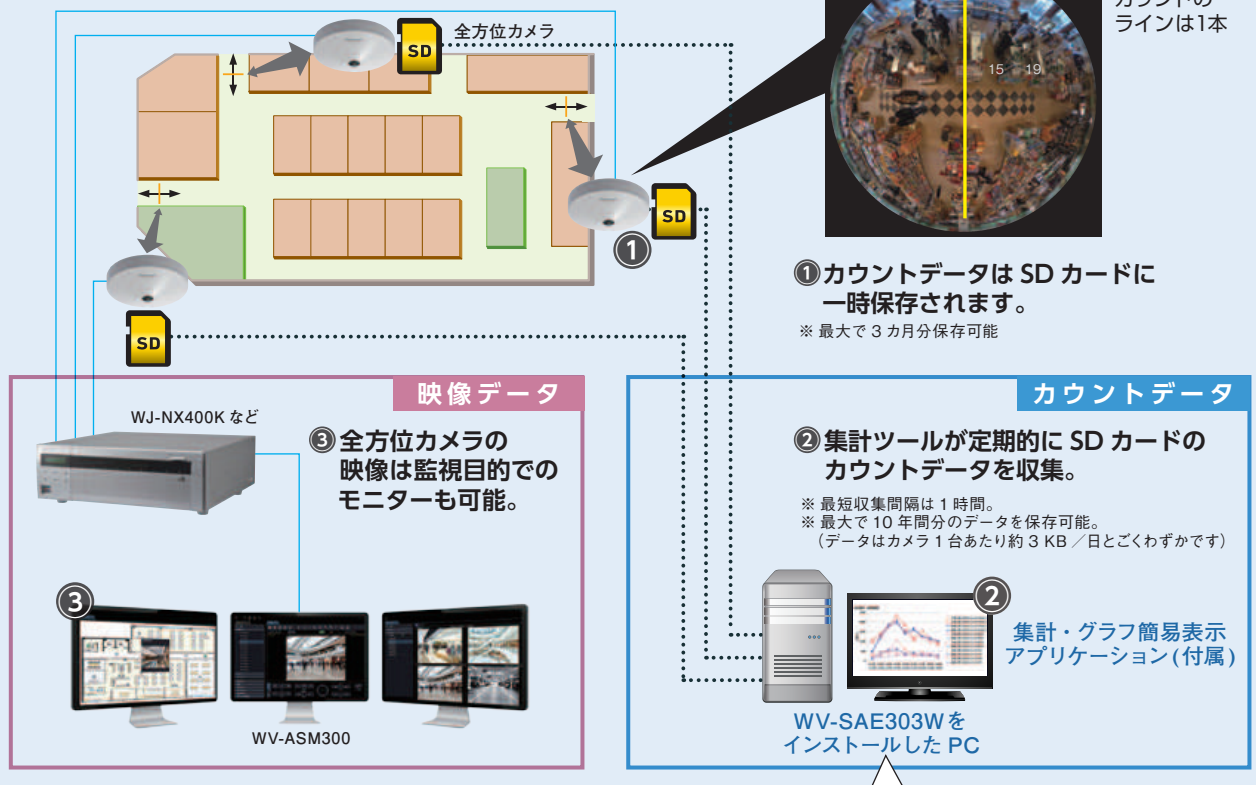 カウントの
ラインは1本
全方位カメラ
SD
15 19
SD
1
SD
①カウントデータは SD カードに
一時保存されます。
※ 最大で 3 カ月分保存可能
映像データ
WJ-NX400K など
③全方位カメラの
映像は監視目的での
モニターも可能。
3
WV-ASM300
カウントデータ
②集計ツールが定期的に SD カードの
カウントデータを収集。
※ 最短収集間隔は 1 時間。
※ 最大で 10 年間分のデータを保存可能。
（データはカメラ 1 台あたり約 3 KB ／日とごくわずかです）
2
集計・グラフ簡易表示
アプリケーション(付属)
WV-SAE303Wを
インストールした PC